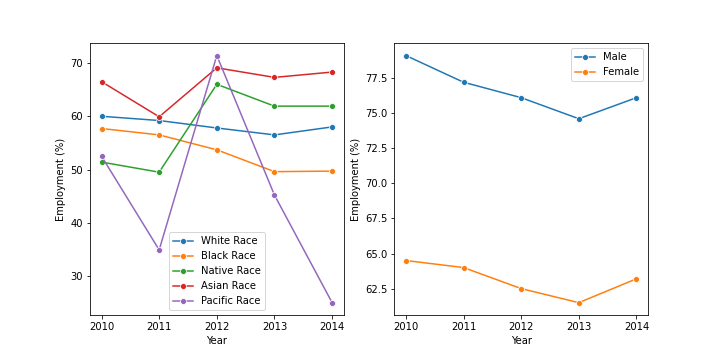 70
60
50
40
30
Employment (%)
2010 2011 2012 2013 2014
Year
White Race
Black Race
Native Race
Asian Race
Pacific Race
77.5
75.0
72.5
70.0
67.5
65.0
62.5
Employment (%)
2010 2011 2012 2013 2014
Year
Male
Female